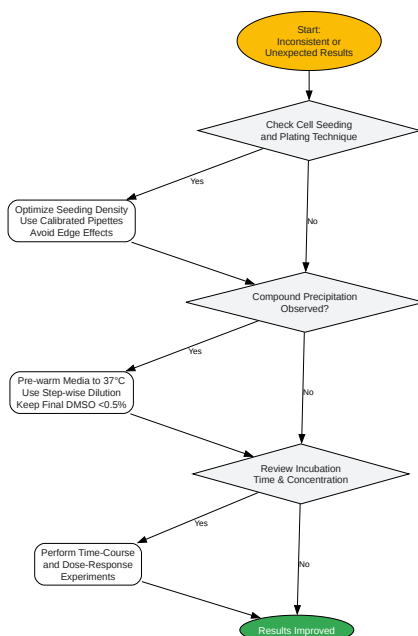 Start:
Inconsistent or
Unexpected Results
Check Cell Seeding
and Plating Technique
Yes
No
Optimize Seeding Density
Use Calibrated Pipettes
Avoid Edge Effects
Compound Precipitation
Observed?
Yes
No
Pre-warm Media to 37°C
Use Step-wise Dilution
Keep Final DMSO <0.5%
Review Incubation
Time & Concentration
Yes
No
Perform Time-Course
and Dose-Response
Experiments
Results Improved